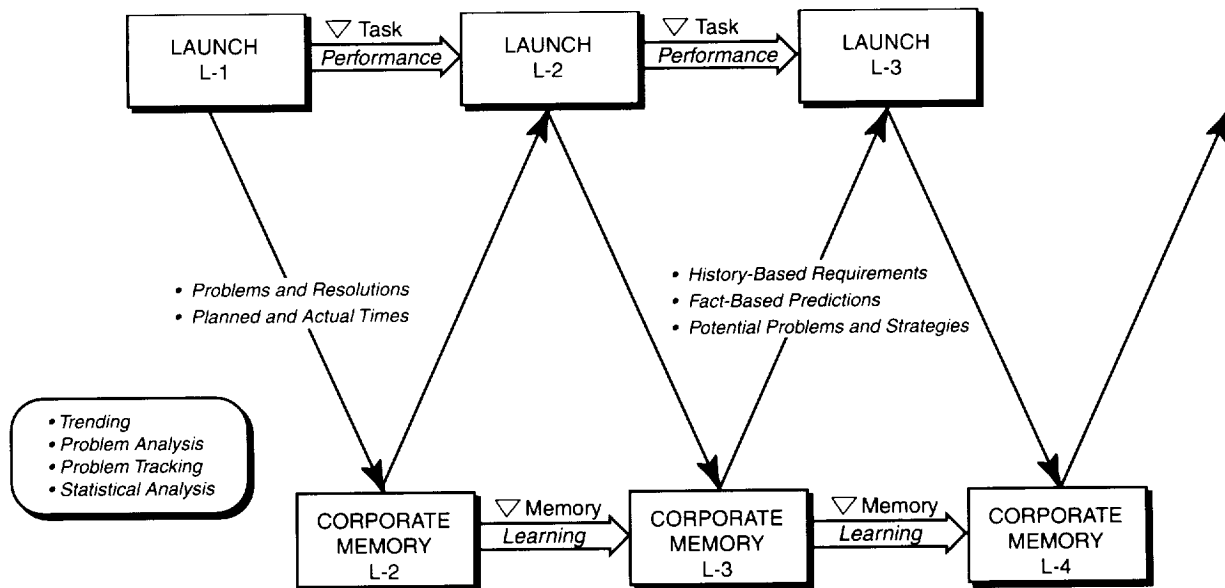 ▽ Task
▽ Task
LAUNCH
L-1
Performance
LAUNCH
L-2
Performance
LAUNCH
L-3
• Problems and Resolutions
• Planned and Actual Times
• History-Based Requirements
• Fact-Based Predictions
• Potential Problems and Strategies
• Trending
• Problem Analysis
• Problem Tracking
• Statistical Analysis
CORPORATE
MEMORY
L-2
▽ Memory
Learning
CORPORATE
MEMORY
L-3
▽ Memory
Learning
CORPORATE
MEMORY
L-4